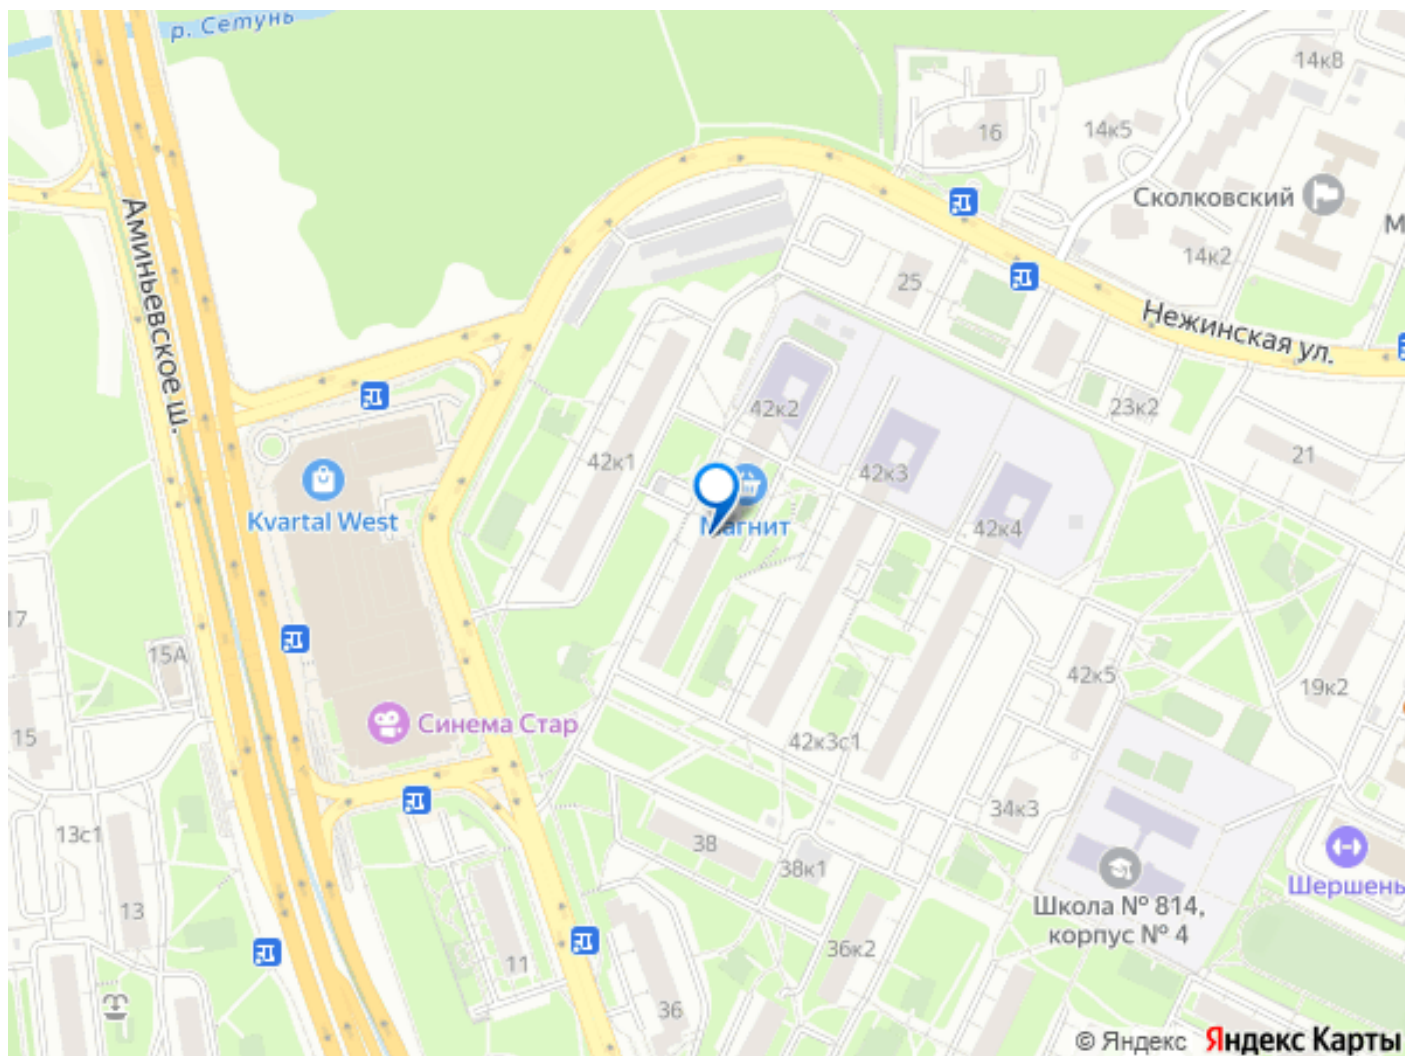 р. Сетунь
14к8
16
14к5
Сколковский
М
Аминьевское ш.
14к2
25
Нежинская ул.
42к2
23к2
21
42к1
42к3
Kvartal West
Магнит
42к4
17
15А
42к5
19к2
15
Синема Стар
42к3с1
34к3
13с1
38
38к1
Шершень
13
Школа № 814,
корпус № 4
11
36к2
36
© Яндекс Яндекс Карты